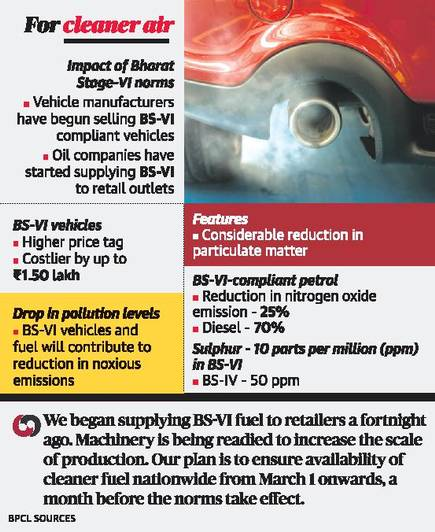 For cleaner air
Impact of Bharat
Stage-VI norms
■ Vehicle manufacturers
have begun selling BS-VI
compliant vehicles
■ Oil companies have
started supplying BS-VI
to retail outlets
BS-VI vehicles
■ Higher price tag
■ Costlier by up to
₹1.50 lakh
Drop in pollution levels
■ BS-VI vehicles and
fuel will contribute to
reduction in noxious
emissions
Features
■ Considerable reduction in
particulate matter
BS-VI-compliant petrol
■ Reduction in nitrogen oxide
emission - 25%
■ Diesel - 70%
Sulphur - 10 parts per million (ppm)
in BS-VI
■ BS-IV - 50 ppm
We began supplying BS-VI fuel to retailers a fortnight
ago. Machinery is being readied to increase the scale
of production. Our plan is to ensure availability of
cleaner fuel nationwide from March 1 onwards, a
month before the norms take effect.
BPCL SOURCES